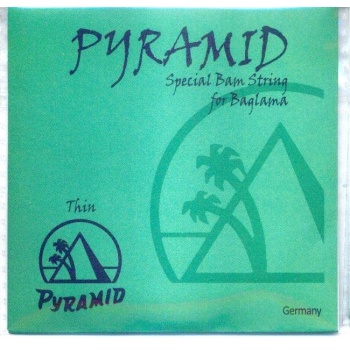 PYRAMID
Special Bam String
for Baglama
Thin
PYRAMID
Germany